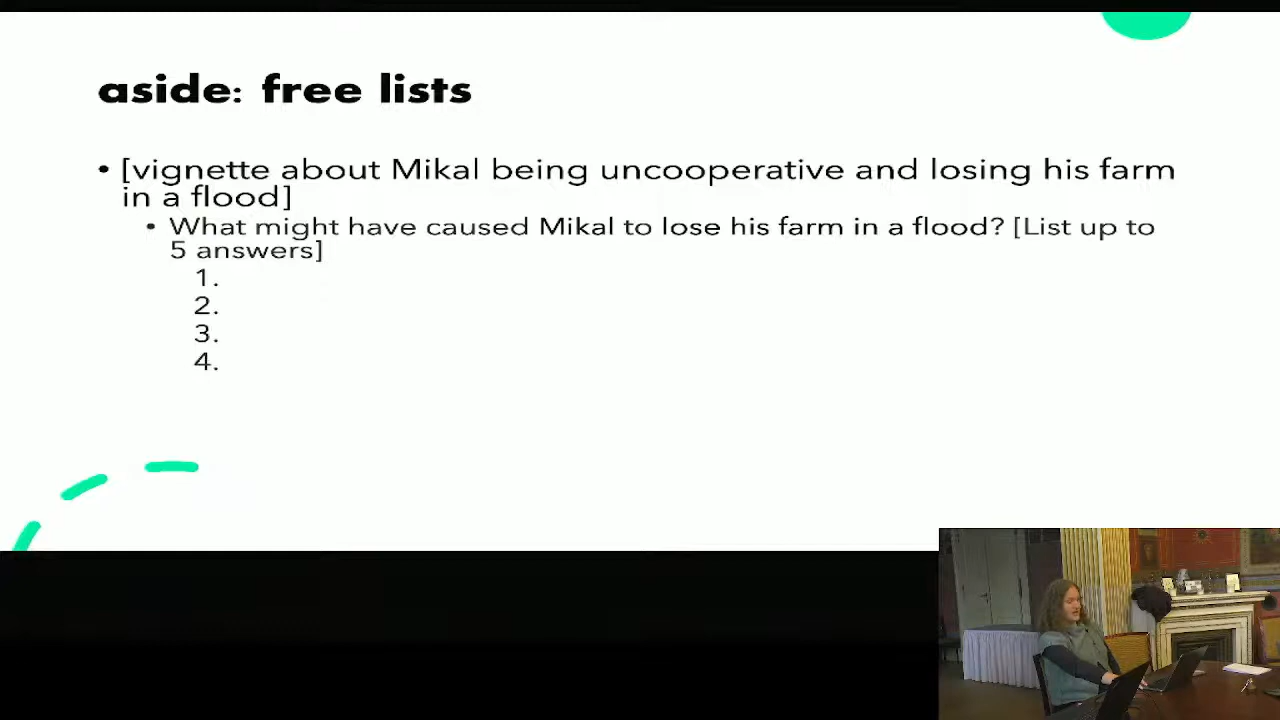 aside: free lists
• [vignette about Mikal being uncooperative and losing his farm
in a flood]
• What might have caused Mikal to lose his farm in a flood? [List up to
5 answers]
1.
2.
3.
4.